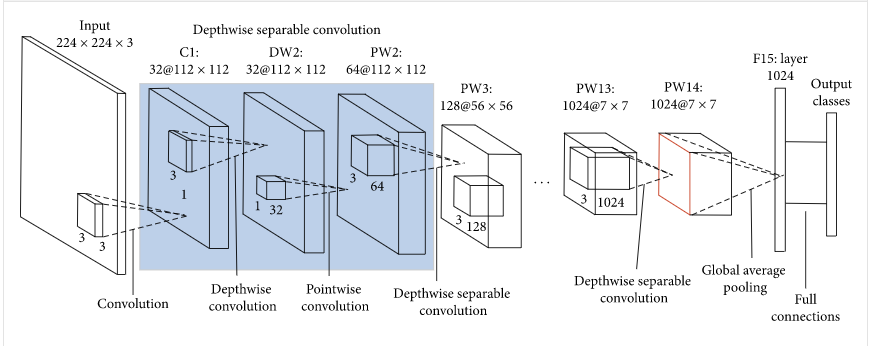 Input
224 × 224 × 3
Depthwise separable convolution
C1:
32@112 × 112
DW2:
32@112 × 112
PW2:
64@112 × 112
PW3:
128@56 × 56
PW13:
1024@7 × 7
PW14:
1024@7 × 7
F15: layer
1024
Output
classes
3
3
3
1
1
32
3
64
3
128
...
3
1024
Convolution
Depthwise
convolution
Pointwise
convolution
Depthwise separable
convolution
Depthwise separable
convolution
Global average
pooling
Full
connections